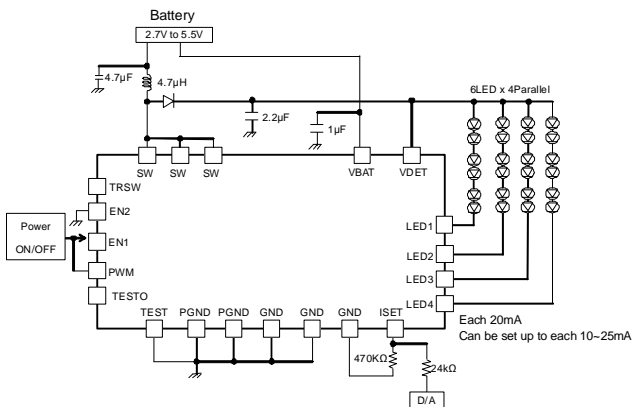 Battery
2.7V to 5.5V
4.7µF
4.7µH
6LED x 4Parallel
2.2µF
1µF
SW
SW
SW
VBAT
VDET
TRSW
EN2
EN1
PWM
TESTO
Power
ON/OFF
LED1
LED2
LED3
LED4
TEST
PGND
PGND
GND
GND
GND
ISET
Each 20mA
Can be set up to each 10~25mA
470KΩ
24kΩ
D/A